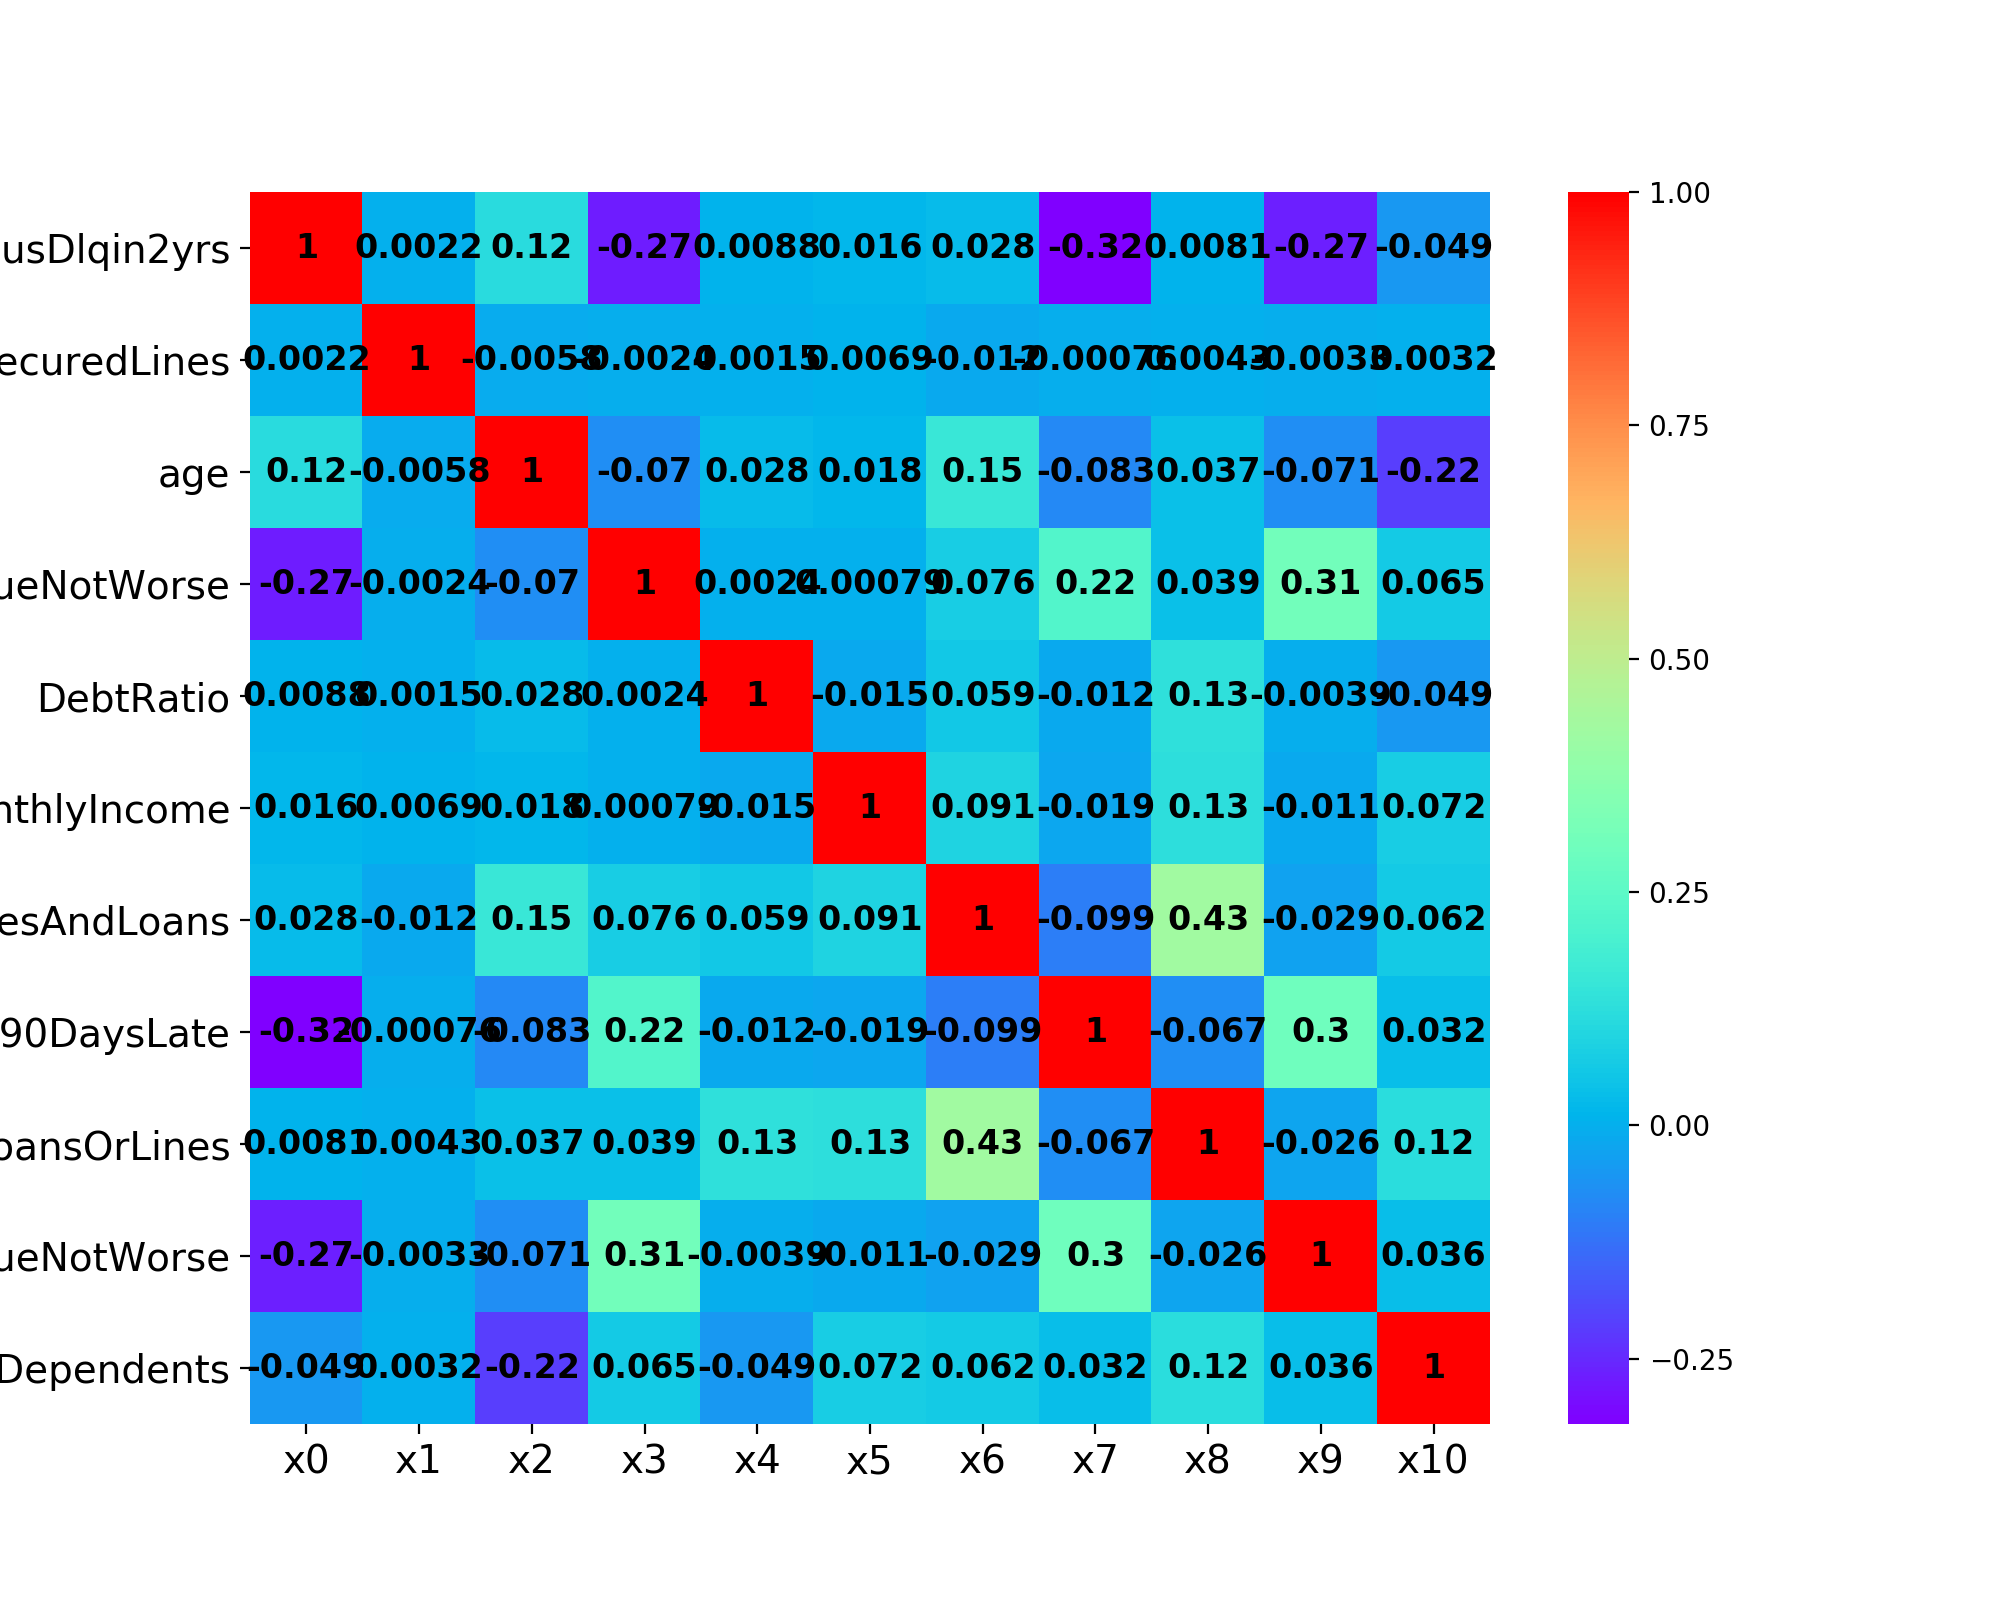 usDlqin2yrs 1 0.0022 0.12 -0.27 0.0088 0.016 0.028 -0.32 0.0081 -0.27 -0.049
ecuredLines 0.0022 1 -0.0058 -0.0024 0.0015 0.0069 -0.012 -0.00076 0.0043 -0.0033 0.0032
age 0.12 -0.0058 1 -0.07 0.028 0.018 0.15 -0.083 0.037 -0.071 -0.22
ueNotWorse -0.27 -0.0024 -0.07 1 0.0024 0.00079 0.076 0.22 0.039 0.31 0.065
DebtRatio 0.0088 0.0015 0.028 0.0024 1 -0.015 0.059 -0.012 0.13 -0.0039 -0.049
nthlyIncome 0.016 0.0069 0.018 0.00079 -0.015 1 0.091 -0.019 0.13 -0.011 0.072
esAndLoans 0.028 -0.012 0.15 0.076 0.059 0.091 1 -0.099 0.43 -0.029 0.062
90DaysLate -0.32 -0.00076 -0.083 0.22 -0.012 -0.019 -0.099 1 -0.067 0.3 0.032
oansOrLines 0.0081 0.0043 0.037 0.039 0.13 0.13 0.43 -0.067 1 -0.026 0.12
ueNotWorse -0.27 -0.0033 -0.071 0.31 -0.0039 -0.011 -0.029 0.3 -0.026 1 0.036
Dependents -0.049 0.0032 -0.22 0.065 -0.049 0.072 0.062 0.032 0.12 0.036 1
x0 x1 x2 x3 x4 x5 x6 x7 x8 x9 x10
1.00
0.75
0.50
0.25
0.00
−0.25